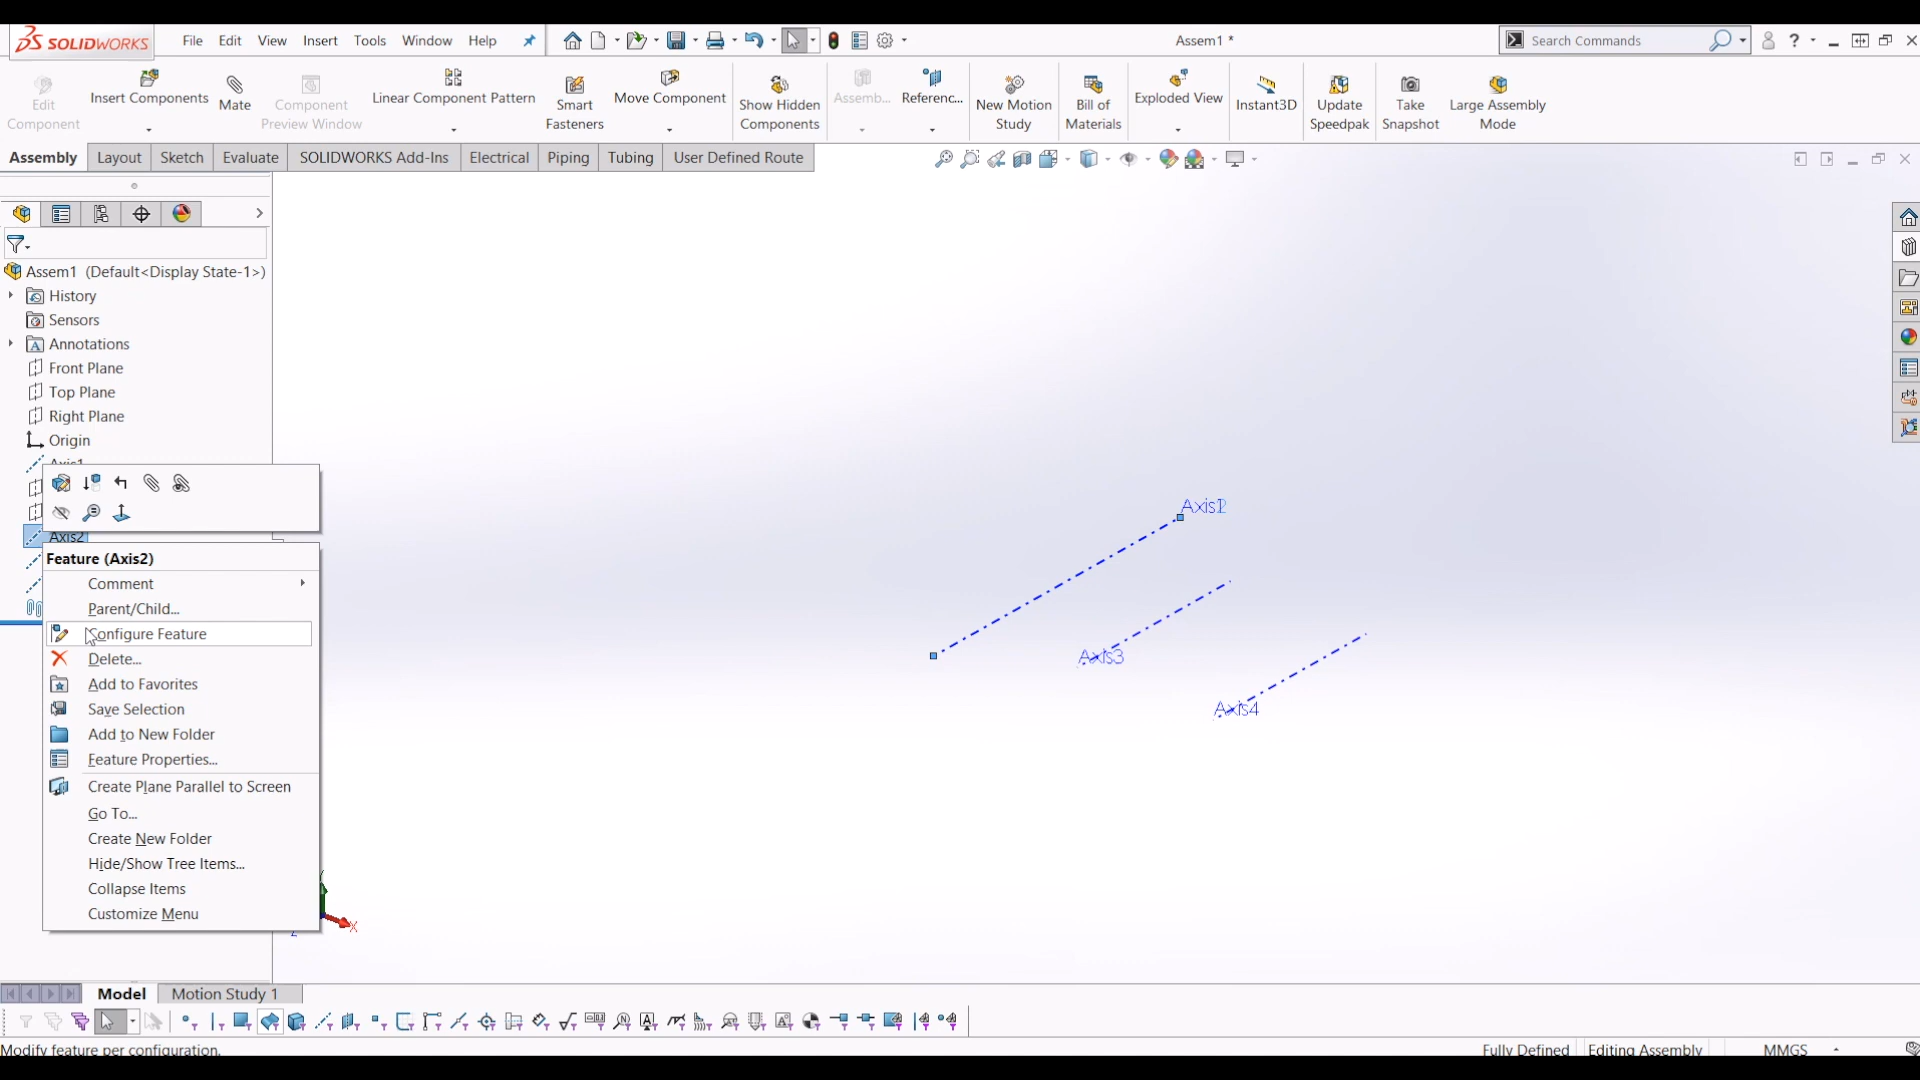 SOLIDWORKS File Edit View Insert Tools Window Help Assem1 * Search Commands ?
Edit Component
Insert Components
Mate
Component Preview Window
Linear Component Pattern
Smart Fasteners
Move Component
Show Hidden Components
Assemb...
Referenc...
New Motion Study
Bill of Materials
Exploded View
Instant3D
Update Speedpak
Take Snapshot
Large Assembly Mode
Assembly Layout Sketch Evaluate SOLIDWORKS Add-Ins Electrical Piping Tubing User Defined Route
Assem1 (Default<Display State-1>)
History
Sensors
Annotations
Front Plane
Top Plane
Right Plane
Origin
Axis1
Axis2
Feature (Axis2)
Comment
Parent/Child...
Configure Feature
Delete...
Add to Favorites
Save Selection
Add to New Folder
Feature Properties...
Create Plane Parallel to Screen
Go To...
Create New Folder
Hide/Show Tree Items...
Collapse Items
Customize Menu
Axis3
Axis4
X
Z
Model Motion Study 1
Modify feature per configuration. Fully Defined Editing Assembly MMGS